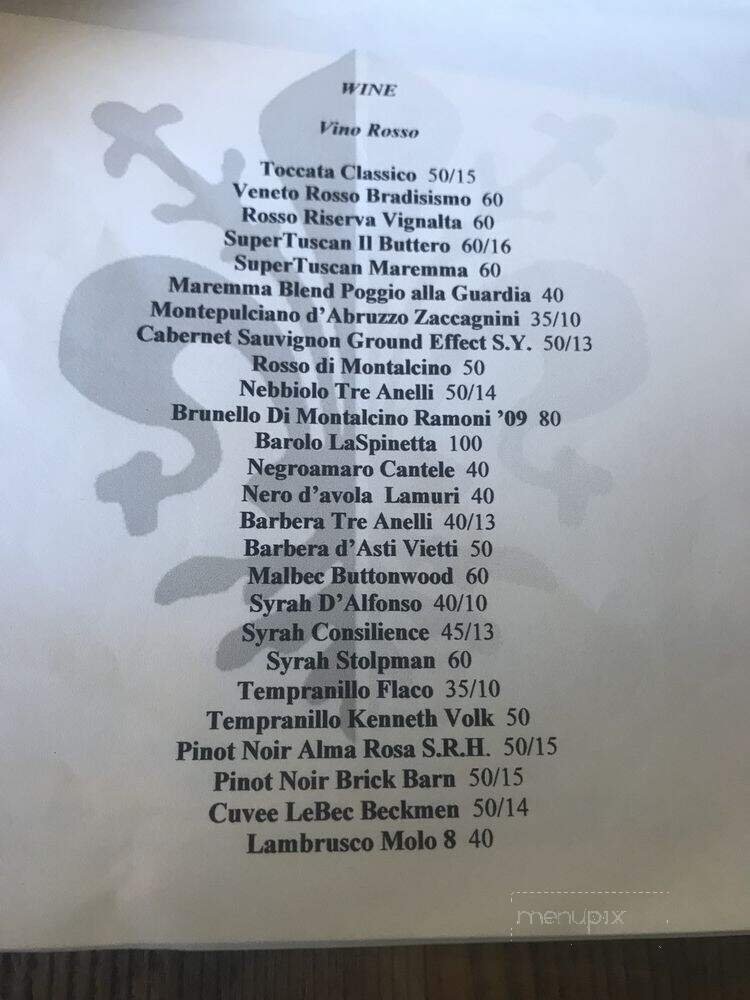 WINE
Vino Rosso
Toccata Classico 50/15
Veneto Rosso Bradisismo 60
Rosso Riserva Vignalta 60
SuperTuscan Il Buttero 60/16
SuperTuscan Maremma 60
Maremma Blend Poggio alla Guardia 40
Montepulciano d'Abruzzo Zaccagnini 35/10
Cabernet Sauvignon Ground Effect S.Y. 50/13
Rosso di Montalcino 50
Nebbiolo Tre Anelli 50/14
Brunello Di Montalcino Ramoni '09 80
Barolo LaSpinetta 100
Negroamaro Cantele 40
Nero d'avola Lamuri 40
Barbera Tre Anelli 40/13
Barbera d'Asti Vietti 50
Malbec Buttonwood 60
Syrah D'Alfonso 40/10
Syrah Consilience 45/13
Syrah Stolpman 60
Tempranillo Flaco 35/10
Tempranillo Kenneth Volk 50
Pinot Noir Alma Rosa S.R.H. 50/15
Pinot Noir Brick Barn 50/15
Cuvee LeBec Beckmen 50/14
Lambrusco Molo 8 40
menupix